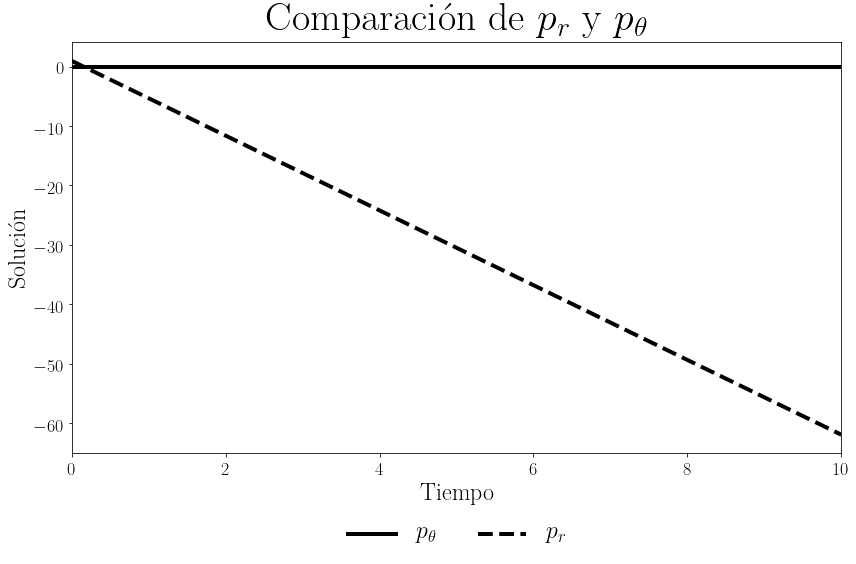 Comparación de p_r y p_θ
0
−10
−20
−30
−40
−50
−60
Solución
0 2 4 6 8 10
Tiempo
p_θ p_r